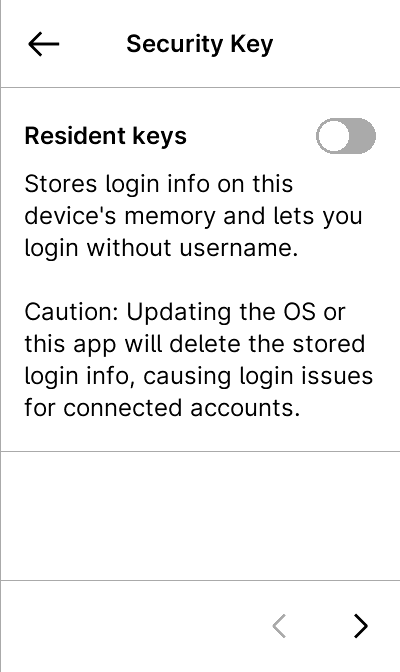 Security Key
Resident keys
Stores login info on this
device's memory and lets you
login without username.
Caution: Updating the OS or
this app will delete the stored
login info, causing login issues
for connected accounts.